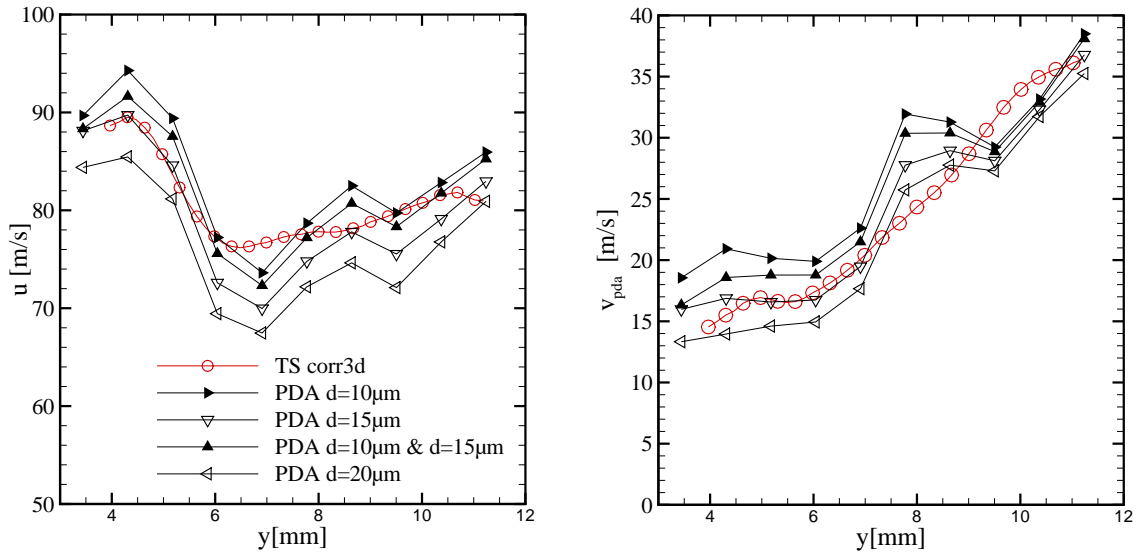 100
90
80
70
60
50
u [m/s]
4
6
8
10
12
y[mm]
TS corr3d
PDA d=10µm
PDA d=15µm
PDA d=10µm & d=15µm
PDA d=20µm
40
35
30
25
20
15
10
5
0
v_pda [m/s]
4
6
8
10
12
y[mm]